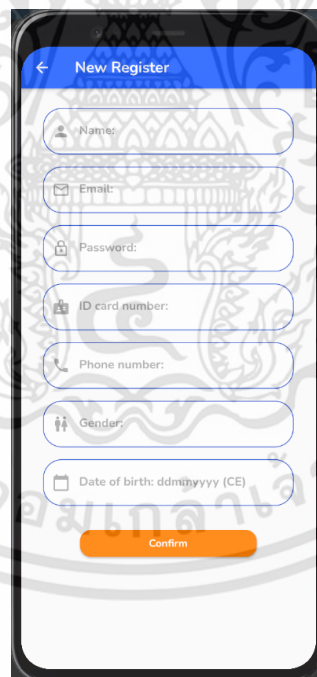 New Register
Name:
Email:
Password:
ID card number:
Phone number:
Gender:
Date of birth: ddmmyyyy (CE)
Confirm